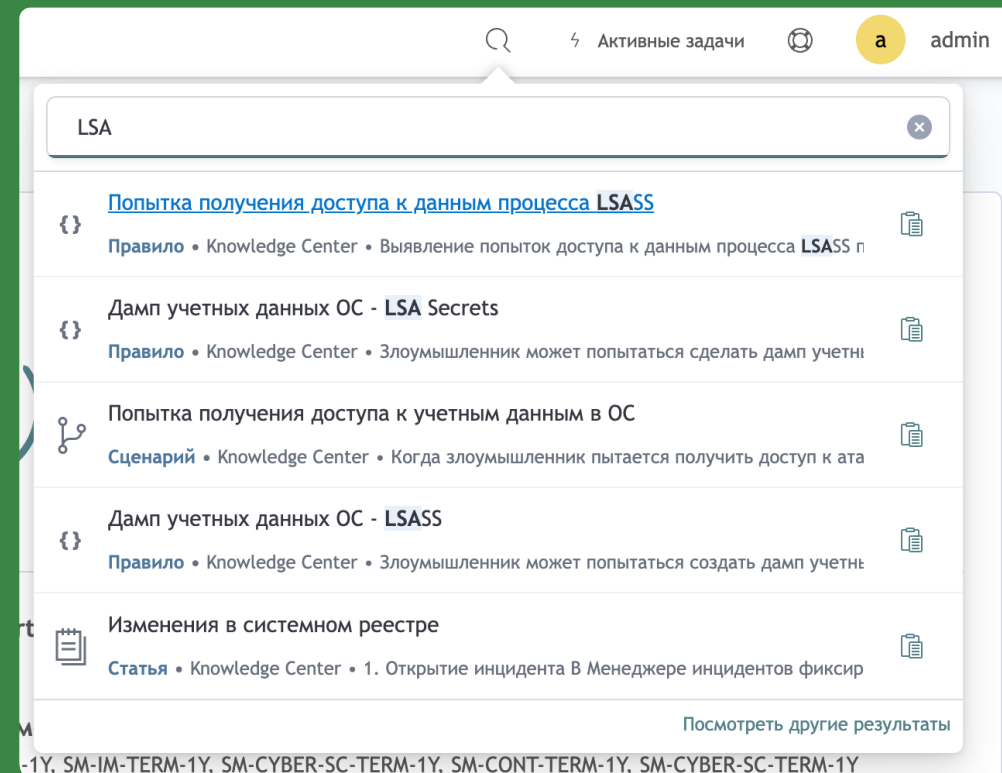 Активные задачи
a
admin
LSA
Попытка получения доступа к данным процесса LSASS
Правило • Knowledge Center • Выявление попыток доступа к данным процесса LSASS п
Дамп учетных данных ОС - LSA Secrets
Правило • Knowledge Center • Злоумышленник может попытаться сделать дамп учетн
Попытка получения доступа к учетным данным в ОС
Сценарий • Knowledge Center • Когда злоумышленник пытается получить доступ к ата
Дамп учетных данных ОС - LSASS
Правило • Knowledge Center • Злоумышленник может попытаться создать дамп учетн
Изменения в системном реестре
Статья • Knowledge Center • 1. Открытие инцидента В Менеджере инцидентов фиксир
Посмотреть другие результаты
-1Y, SM-IM-TERM-1Y, SM-CYBER-SC-TERM-1Y, SM-CONT-TERM-1Y, SM-CYBER-SC-TERM-1Y